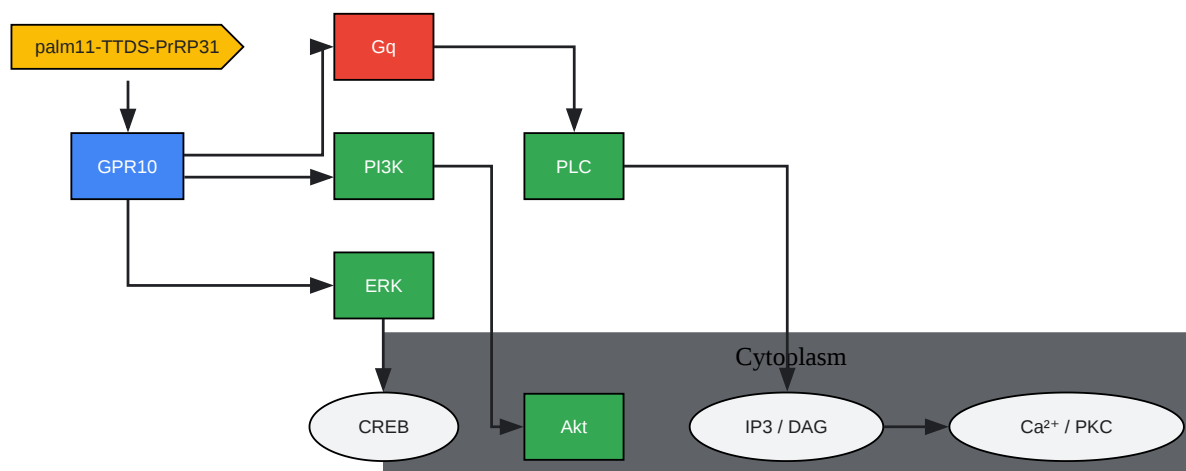 palm11-TTDS-PrRP31
Gq
GPR10
PI3K
PLC
ERK
Cytoplasm
CREB
Akt
IP3 / DAG
Ca²⁺ / PKC